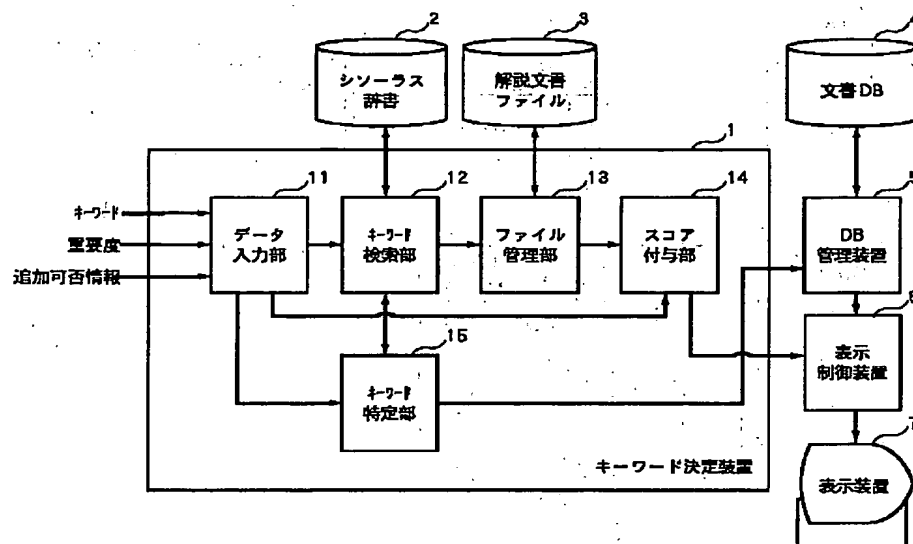 2
3
4
シソーラス
辞書
解説文書
ファイル
文書DB
1
11
12
13
14
5
キーワード
重要度
追加可否情報
データ
入力部
キーワード
検索部
ファイル
管理部
スコア
付与部
DB
管理装置
15
6
キーワード
特定部
表示
制御装置
7
キーワード決定装置
表示装置